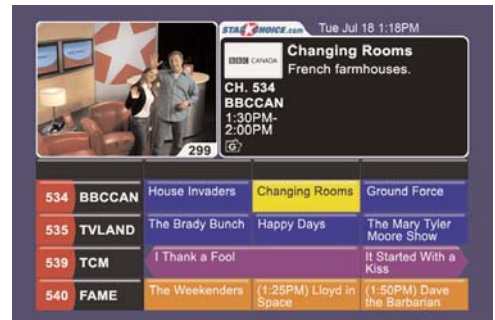 STAR CHOICE.com Tue Jul 18 1:18PM
BBC CANADA
Changing Rooms
French farmhouses.
CH. 534
BBCCAN
1:30PM-
2:00PM
G
299
534 BBCCAN House Invaders Changing Rooms Ground Force
535 TVLAND The Brady Bunch Happy Days The Mary Tyler
Moore Show
539 TCM I Thank a Fool It Started With a
Kiss
540 FAME The Weekenders (1:25PM) Lloyd in
Space
(1:50PM) Dave
the Barbarian